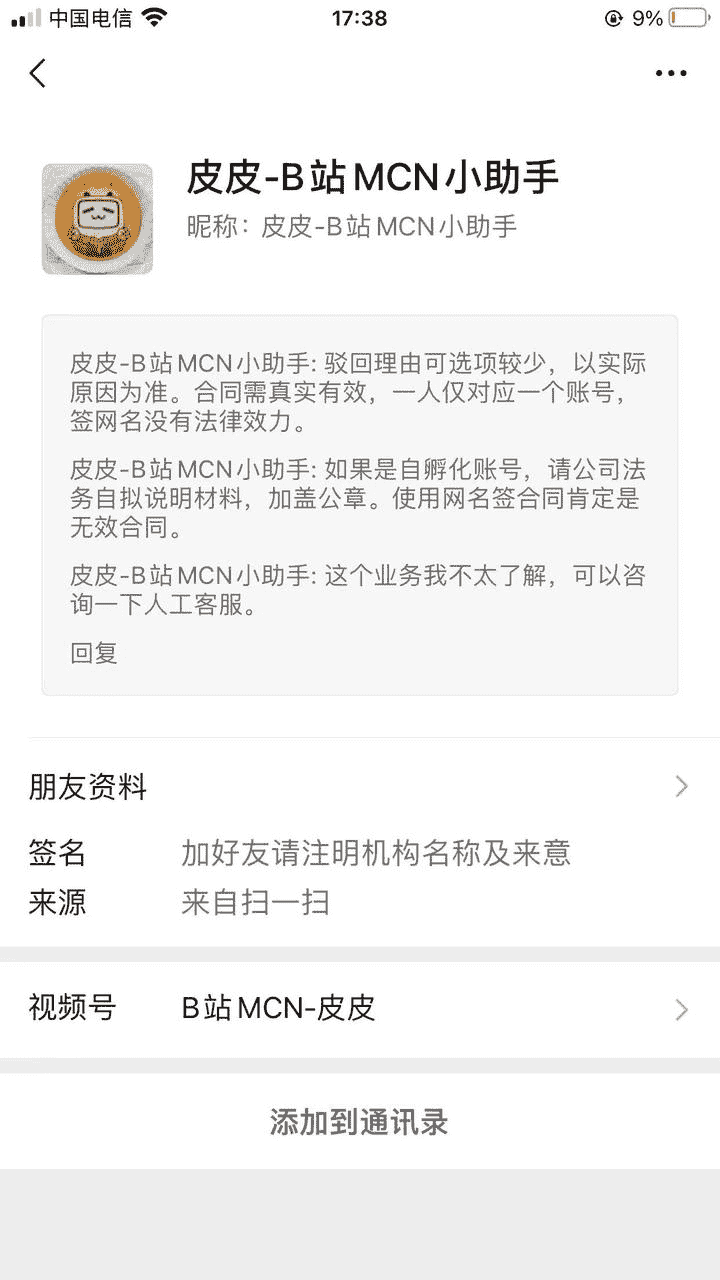 中国电信 17:38 9%
皮皮-B站MCN小助手
昵称：皮皮-B站MCN小助手
皮皮-B站MCN小助手: 驳回理由可选项较少，以实际
原因为准。合同需真实有效，一人仅对应一个账号，
签网名没有法律效力。
皮皮-B站MCN小助手: 如果是自孵化账号，请公司法
务自拟说明材料，加盖公章。使用网名签合同肯定是
无效合同。
皮皮-B站MCN小助手: 这个业务我不太了解，可以咨
询一下人工客服。
回复
朋友资料
签名 加好友请注明机构名称及来意
来源 来自扫一扫
视频号 B站MCN-皮皮
添加到通讯录